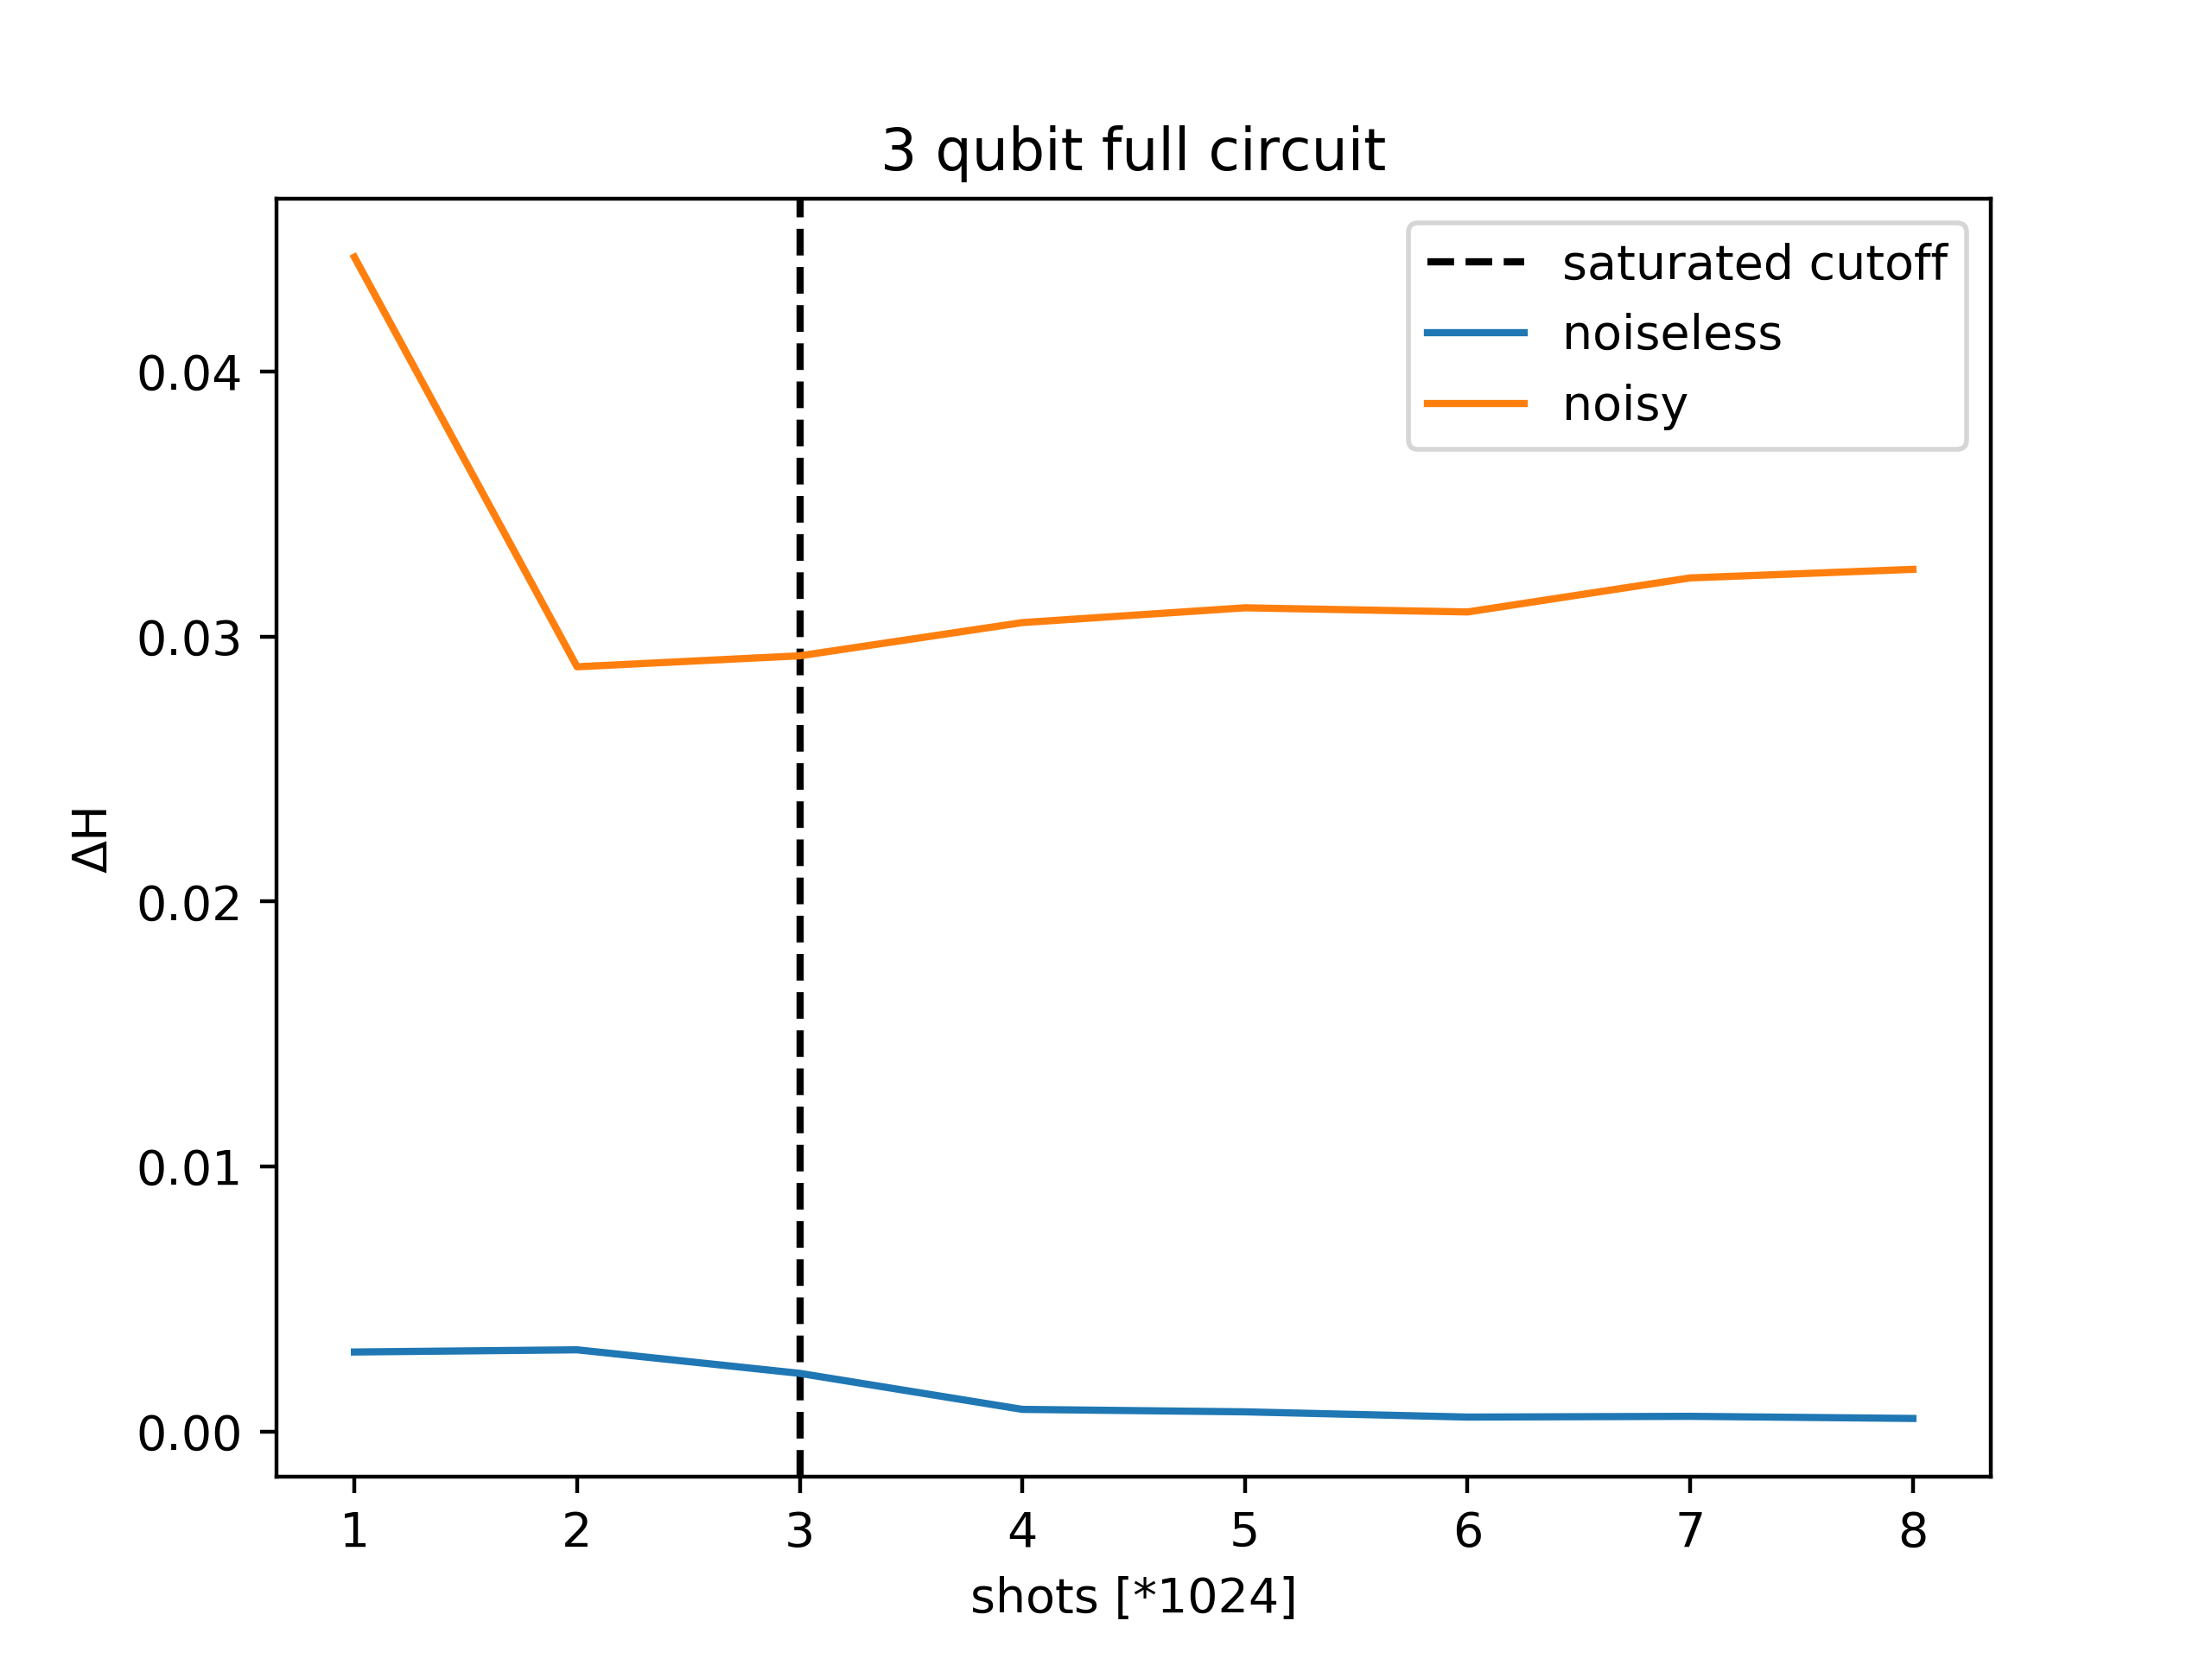 3 qubit full circuit
saturated cutoff
noiseless
noisy
0.04
0.03
0.02
0.01
0.00
ΔH
1 2 3 4 5 6 7 8
shots [*1024]